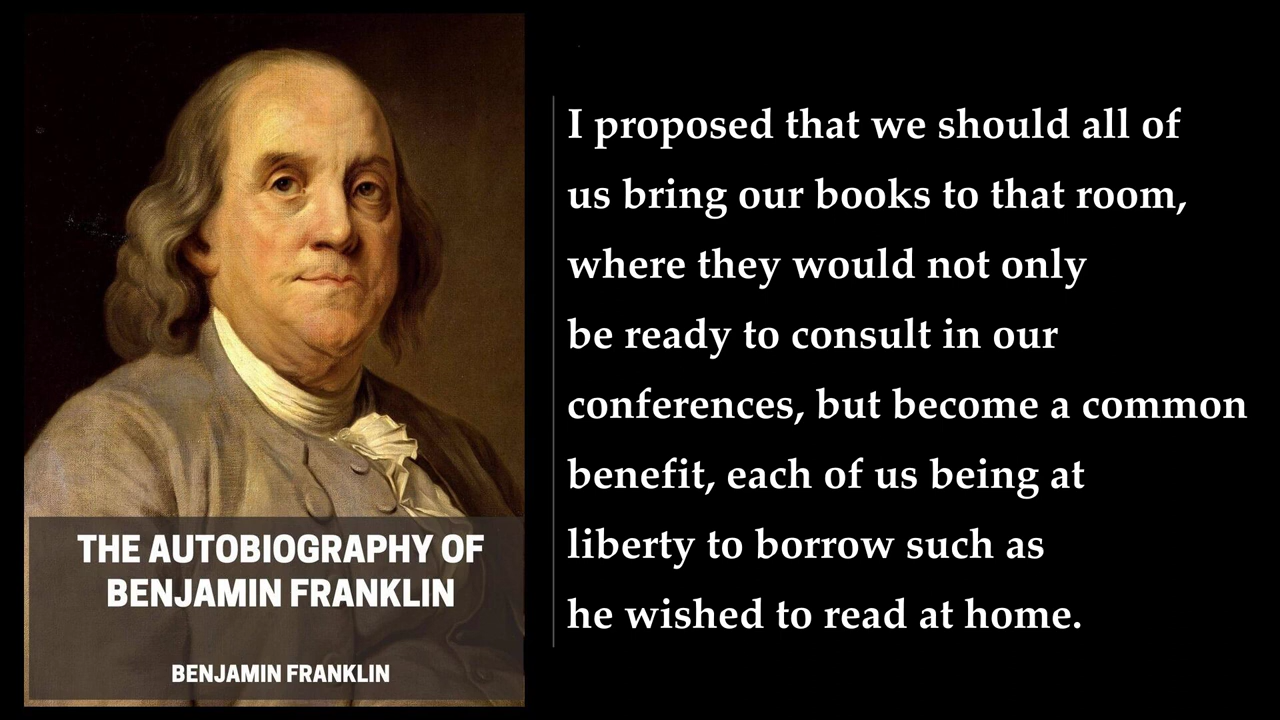 THE AUTOBIOGRAPHY OF
BENJAMIN FRANKLIN
BENJAMIN FRANKLIN
I proposed that we should all of
us bring our books to that room,
where they would not only
be ready to consult in our
conferences, but become a common
benefit, each of us being at
liberty to borrow such as
he wished to read at home.